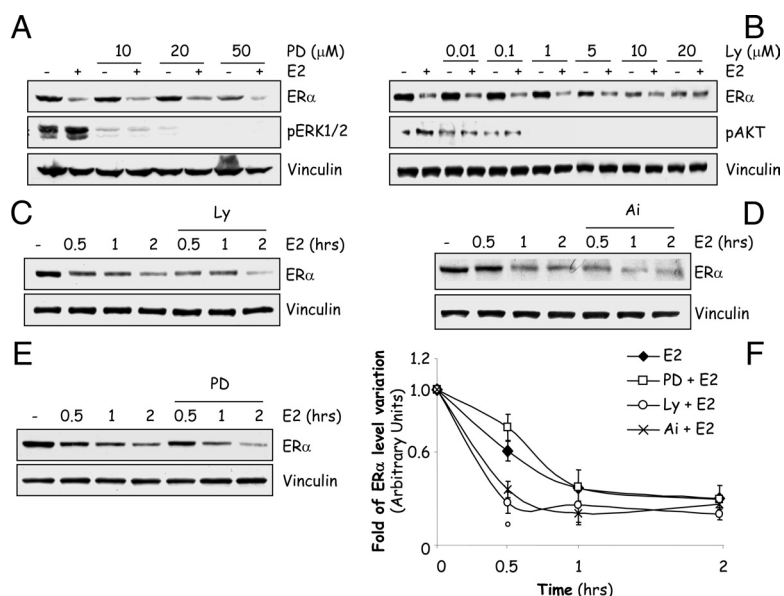 A
10 20 50 PD (μM)
- + - + - + - + E2
ERα
pERK1/2
Vinculin
B
0.01 0.1 1 5 10 20 Ly (μM)
- + - + - + - + - + - + - + E2
ERα
pAKT
Vinculin
C
Ly
- 0.5 1 2 0.5 1 2 E2 (hrs)
ERα
Vinculin
D
Ai
- 0.5 1 2 0.5 1 2 E2 (hrs)
ERα
Vinculin
E
PD
- 0.5 1 2 0.5 1 2 E2 (hrs)
ERα
Vinculin
F
Fold of ERα level variation
(Arbitrary Units)
1.2
1.0
0.6
0
0 0.5 1 2
Time (hrs)
E2
PD + E2
Ly + E2
Ai + E2